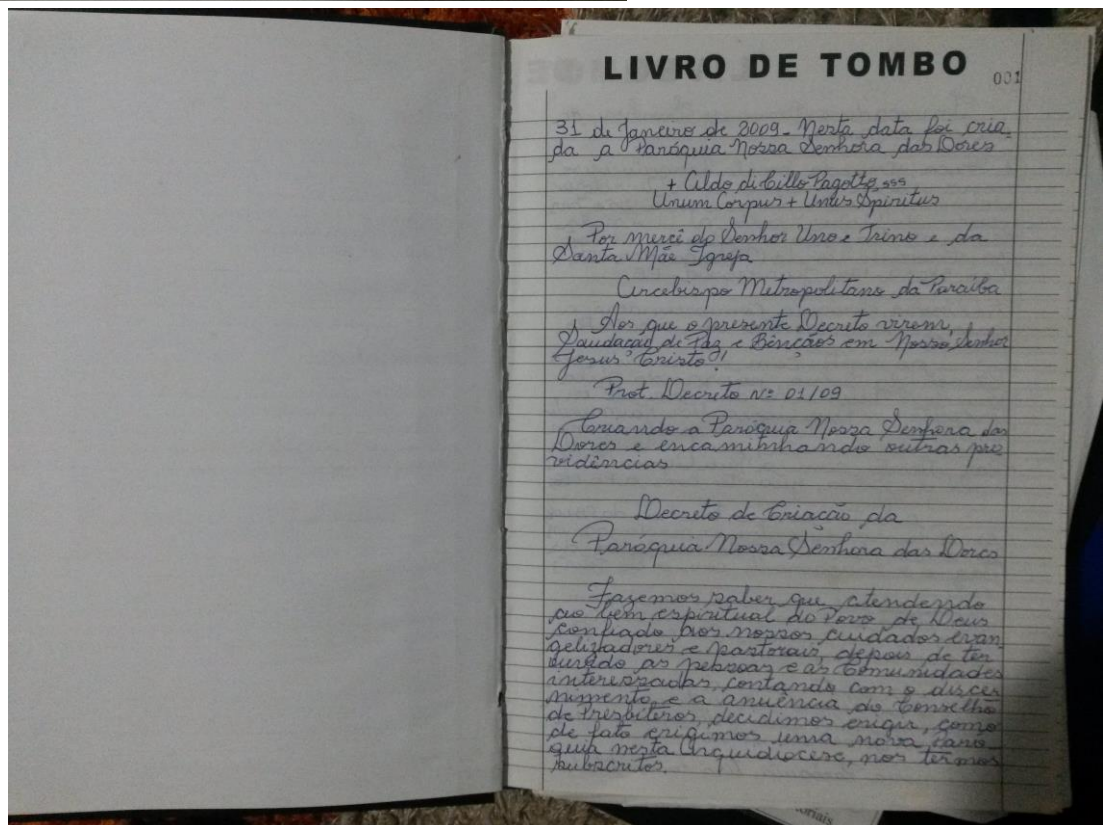 LIVRO DE TOMBO
001
31 de Janeiro de 2009. Nesta data foi cria
da a Paróquia Nossa Senhora das Dores
+ Aldo di Cillo Pagotto, sss
Unum Corpus + Unus Spiritus
Por mercê do Senhor Uno e Trino e da
Santa Mãe Igreja
Arcebispo Metropolitano da Paraíba
Aos que o presente Decreto virem,
Saudação de Paz e Bênçãos em Nosso Senhor
Jesus Cristo!
Prot. Decreto Nº 01/09
Criando a Paróquia Nossa Senhora das
Dores e encaminhando outras pro
vidências
Decreto de Criação da
Paróquia Nossa Senhora das Dores
Fazemos saber que atendendo
ao bem espiritual do Povo de Deus
confiado aos nossos cuidados evan
gelizadores e pastorais, depois de ter
ouvido as pessoas e as Comunidades
interessadas, contando com o discer
nimento e a anuência do Conselho
de Presbíteros, decidimos erigir, como
de fato erigimos uma nova paró
quia nesta Arquidiocese, nos termos
subscritos.
oriais